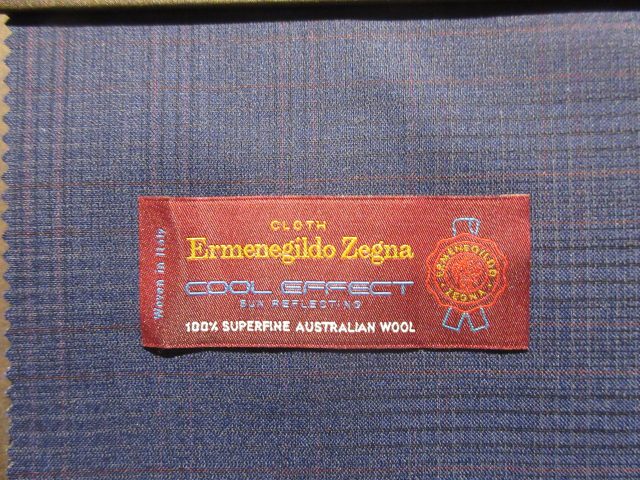 Woven in Italy
CLOTH
Ermenegildo Zegna
COOL EFFECT
SUN REFLECTING
100% SUPERFINE AUSTRALIAN WOOL
ERMENEGILDO
ZEGNA